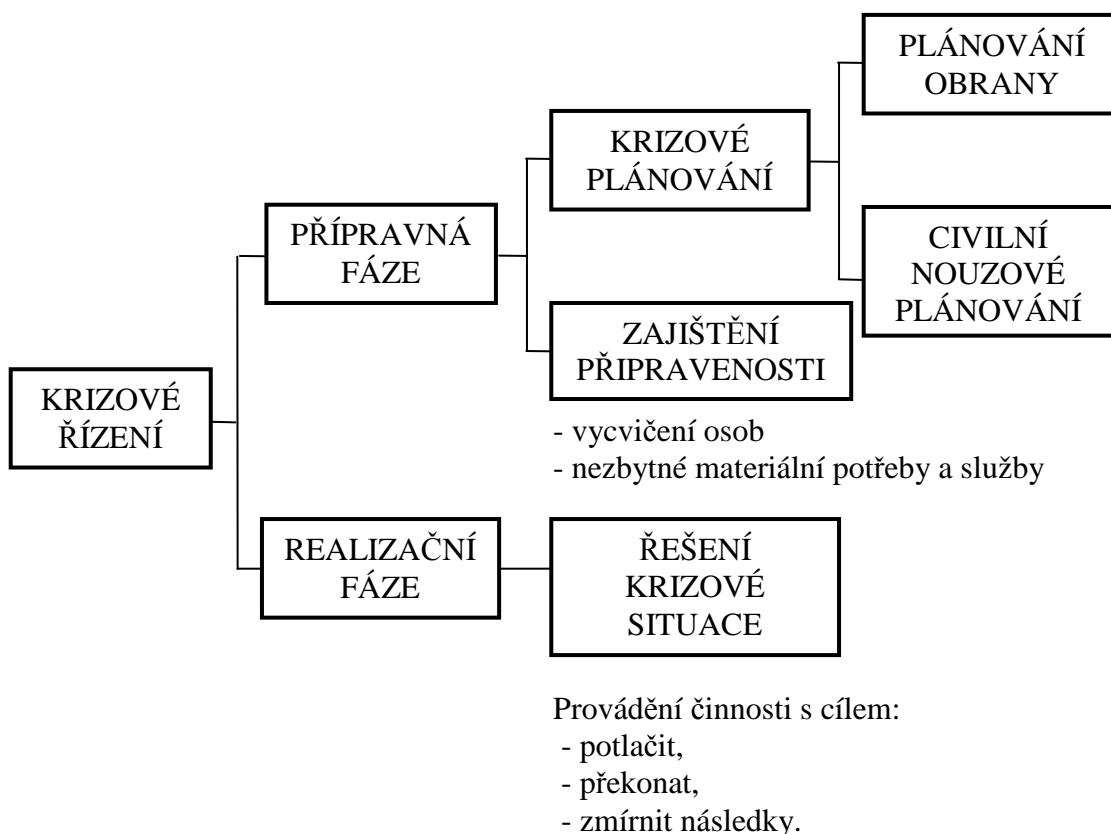 PLÁNOVÁNÍ
OBRANY
KRIZOVÉ
PLÁNOVÁNÍ
CIVILNÍ
NOUZOVÉ
PLÁNOVÁNÍ
PŘÍPRAVNÁ
FÁZE
ZAJIŠTĚNÍ
PŘIPRAVENOSTI
KRIZOVÉ
ŘÍZENÍ
- vycvičení osob
- nezbytné materiální potřeby a služby
REALIZAČNÍ
FÁZE
ŘEŠENÍ
KRIZOVÉ
SITUACE
Provádění činnosti s cílem:
- potlačit,
- překonat,
- zmírnit následky.